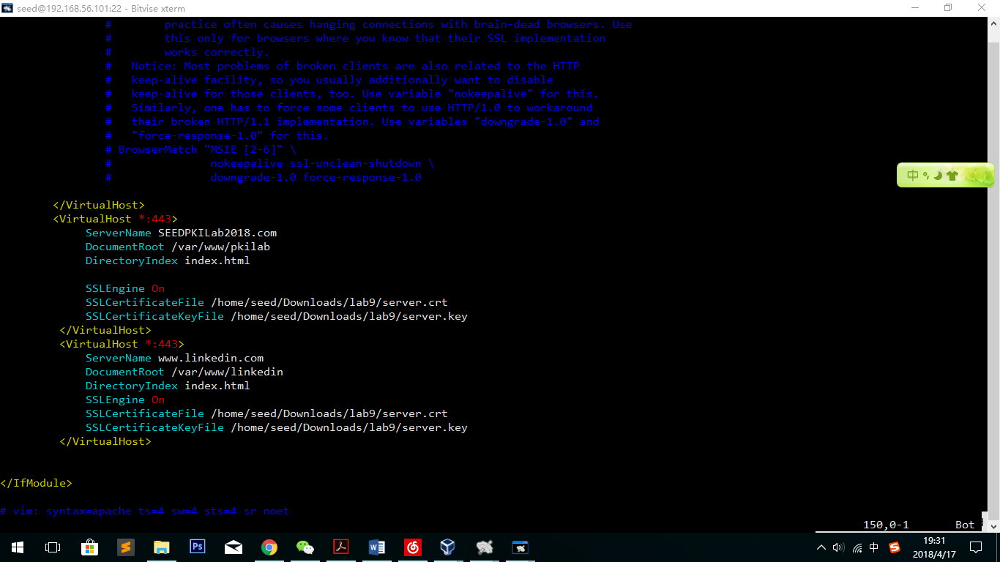 seed@192.168.56.101:22 - Bitvise xterm
# practice often causes hanging connections with brain-dead browsers. Use
# this only for browsers where you know that their SSL implementation
# works correctly.
# Notice: Most problems of broken clients are also related to the HTTP
# keep-alive facility, so you usually additionally want to disable
# keep-alive for those clients, too. Use variable "nokeepalive" for this.
# Similarly, one has to force some clients to use HTTP/1.0 to workaround
# their broken HTTP/1.1 implementation. Use variables "downgrade-1.0" and
# "force-response-1.0" for this.
# BrowserMatch "MSIE [2-6]" \
# nokeepalive ssl-unclean-shutdown \
# downgrade-1.0 force-response-1.0
</VirtualHost>
<VirtualHost *:443>
ServerName SEEDPKILab2018.com
DocumentRoot /var/www/pkilab
DirectoryIndex index.html
SSLEngine On
SSLCertificateFile /home/seed/Downloads/lab9/server.crt
SSLCertificateKeyFile /home/seed/Downloads/lab9/server.key
</VirtualHost>
<VirtualHost *:443>
ServerName www.linkedin.com
DocumentRoot /var/www/linkedin
DirectoryIndex index.html
SSLEngine On
SSLCertificateFile /home/seed/Downloads/lab9/server.crt
SSLCertificateKeyFile /home/seed/Downloads/lab9/server.key
</VirtualHost>
</IfModule>
# vim: syntax=apache ts=4 sw=4 sts=4 sr noet
150,0-1 Bot
中
Ps
中
19:31
2018/4/17